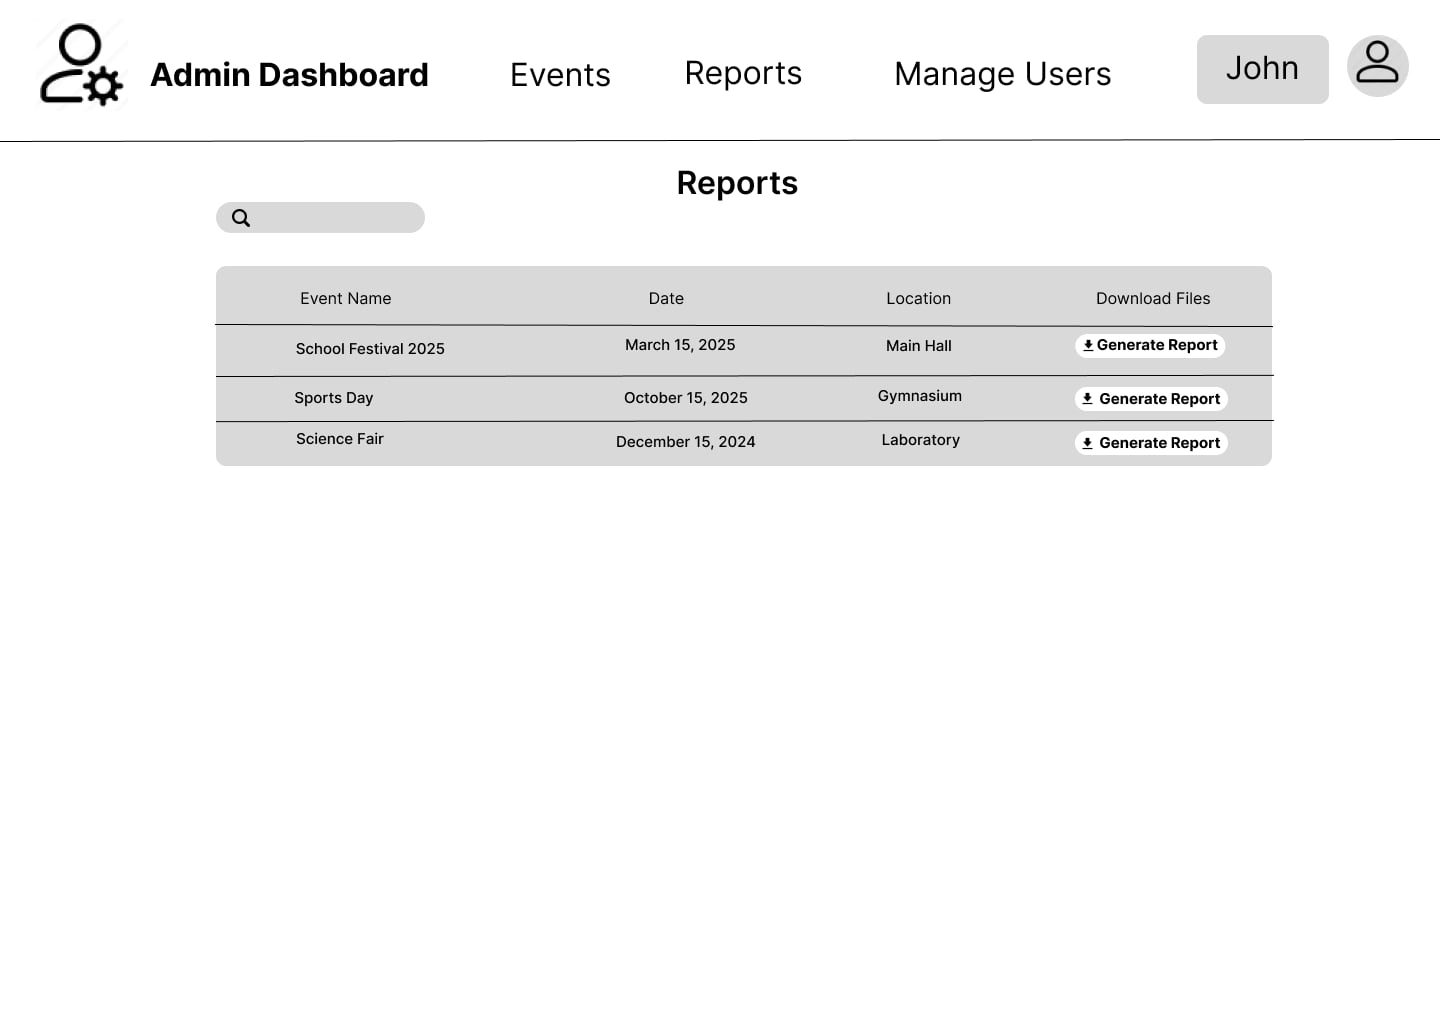 Admin Dashboard Events Reports Manage Users John
Reports
Event Name Date Location Download Files
School Festival 2025 March 15, 2025 Main Hall Generate Report
Sports Day October 15, 2025 Gymnasium Generate Report
Science Fair December 15, 2024 Laboratory Generate Report